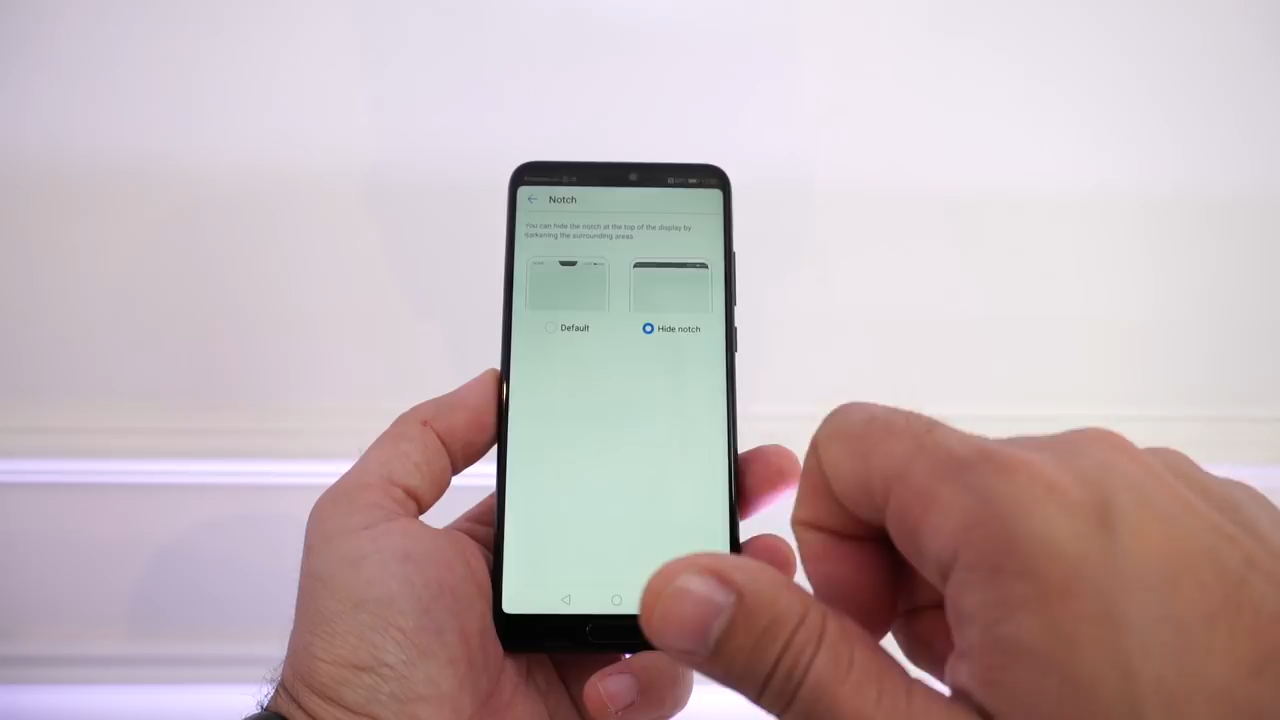 Notch
You can hide the notch at the top of the display by
darkening the surrounding areas
Default
Hide notch